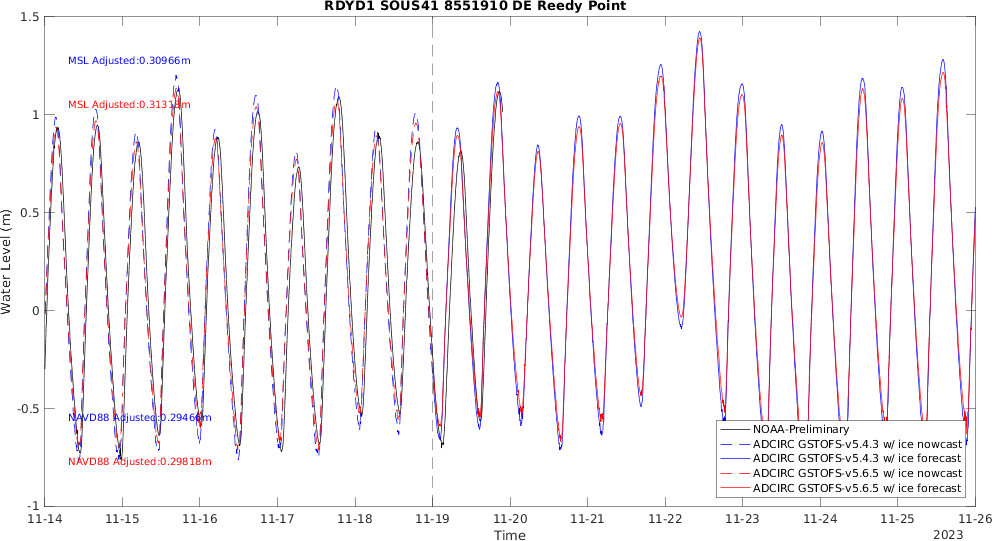 RDYD1 SOUS41 8551910 DE Reedy Point
Water Level (m)
1.5
1
0.5
0
-0.5
-1
MSL Adjusted:0.30966m
MSL Adjusted:
NAVD88 Adjusted:
NAVD88 Adjusted:0.29818m
NOAA-Preliminary
ADCIRC GSTOFS-v5.4.3 w/ ice nowcast
ADCIRC GSTOFS-v5.4.3 w/ ice forecast
ADCIRC GSTOFS-v5.6.5 w/ ice nowcast
ADCIRC GSTOFS-v5.6.5 w/ ice forecast
11-14 11-15 11-16 11-17 11-18 11-19 11-20 11-21 11-22 11-23 11-24 11-25 11-26
Time
2023